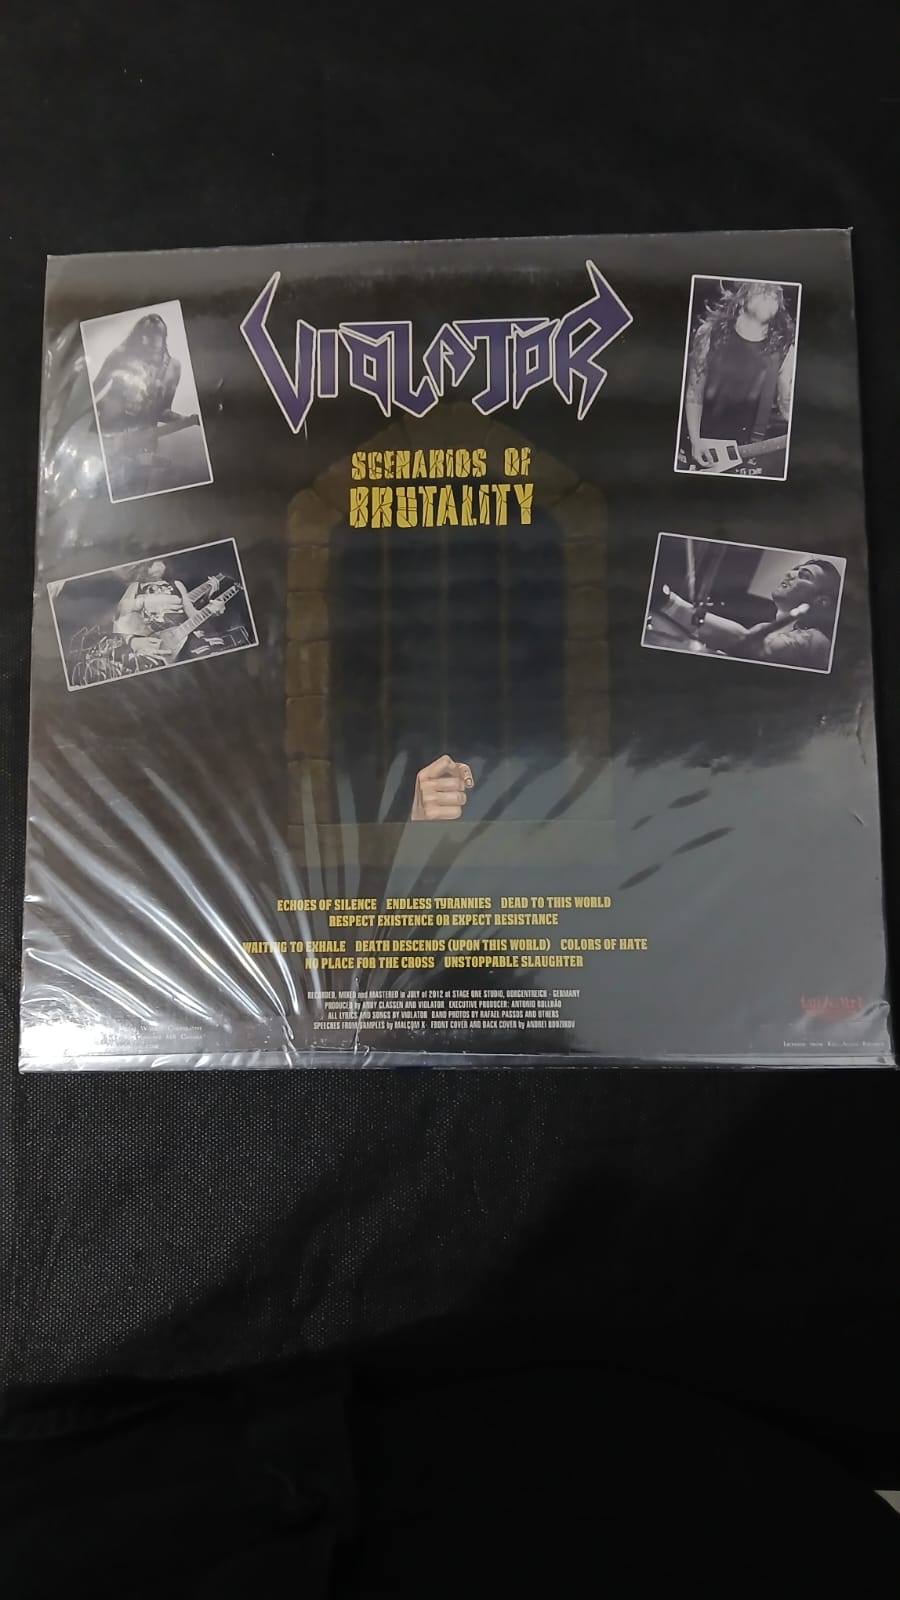 VIOLATOR
SCENARIOS OF
BRUTALITY
ECHOES OF SILENCE ENDLESS TYRANNIES DEAD TO THIS WORLD
RESPECT EXISTENCE OR EXPECT RESISTANCE
WAITING TO EXHALE DEATH DESCENDS (UPON THIS WORLD) COLORS OF HATE
NO PLACE FOR THE CROSS UNSTOPPABLE SLAUGHTER
RECORDED, MIXED and MASTERED in JULY of 2012 at STAGE ONE STUDIO, BORGENTREICH - GERMANY
PRODUCED by ANDY CLASSEN AND VIOLATOR EXECUTIVE PRODUCER: ANTONIO
ALL LYRICS AND SONGS BY VIOLATOR BAND PHOTOS BY RAFAEL PASSOS AND OTHERS
SPEECHES FROM SAMPLES by MALCOM X FRONT COVER AND BACK COVER by ANDREI BOUZIKOV